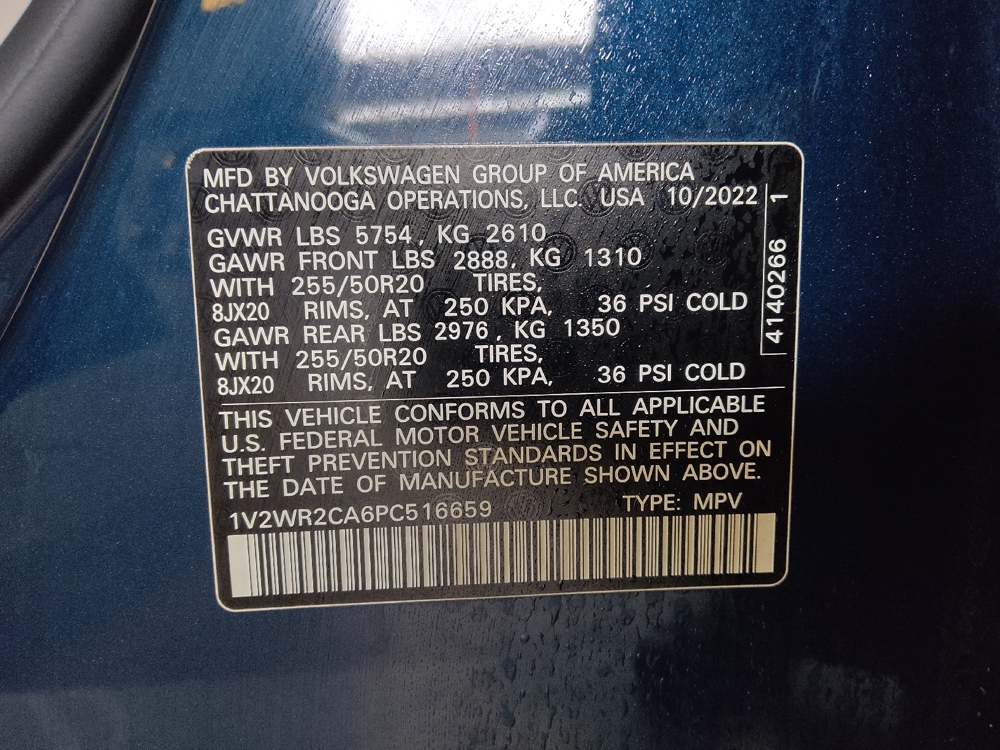 MFD BY VOLKSWAGEN GROUP OF AMERICA
CHATTANOOGA OPERATIONS, LLC. USA 10/2022
GVWR LBS 5754, KG 2610
GAWR FRONT LBS 2888, KG 1310
WITH 255/50R20 TIRES,
8JX20 RIMS, AT 250 KPA, 36 PSI COLD
GAWR REAR LBS 2976, KG 1350
WITH 255/50R20 TIRES,
8JX20 RIMS, AT 250 KPA, 36 PSI COLD
4140266 1
THIS VEHICLE CONFORMS TO ALL APPLICABLE
U.S. FEDERAL MOTOR VEHICLE SAFETY AND
THEFT PREVENTION STANDARDS IN EFFECT ON
THE DATE OF MANUFACTURE SHOWN ABOVE.
1V2WR2CA6PC516659 TYPE: MPV